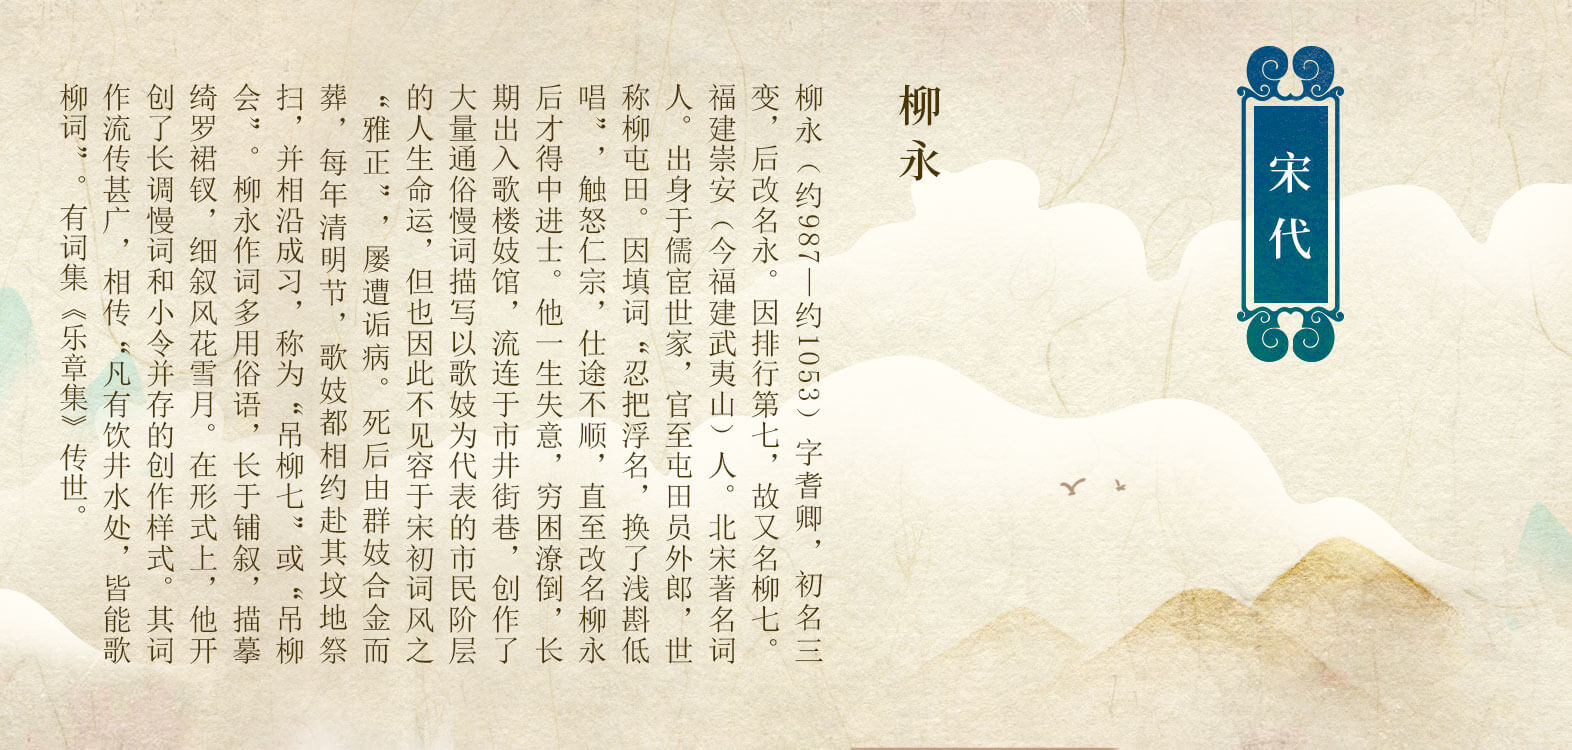 宋代
柳永
柳永（约987—约1053）字耆卿，初名三
变，后改名永。因排行第七，故又名柳七。
福建崇安（今福建武夷山）人。北宋著名词
人。出身于儒宦世家，官至屯田员外郎，世
称柳屯田。因填词“忍把浮名，换了浅斟低
唱”，触怒仁宗，仕途不顺，直至改名柳永
后才得中进士。他一生失意，穷困潦倒，长
期出入歌楼妓馆，流连于市井街巷，创作了
大量通俗慢词描写以歌妓为代表的市民阶层
的人生命运，但也因此不见容于宋初词风之
“雅正”，屡遭诟病。死后由群妓合金而
葬，每年清明节，歌妓都相约赴其坟地祭
扫，并相沿成习，称为“吊柳七”或“吊柳
会”。柳永作词多用俗语，长于铺叙，描摹
绮罗裙钗，细叙风花雪月。在形式上，他开
创了长调慢词和小令并存的创作样式。其词
作流传甚广，相传“凡有饮井水处，皆能歌
柳词”。有词集《乐章集》传世。